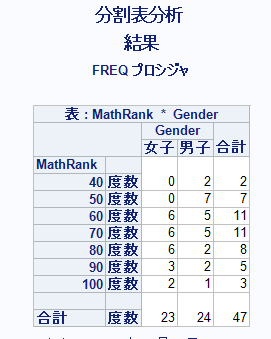 分割表分析
結果
FREQ プロシジャ
表 : MathRank * Gender
Gender
女子 男子 合計
MathRank
40 度数 0 2 2
50 度数 0 7 7
60 度数 6 5 11
70 度数 6 5 11
80 度数 6 2 8
90 度数 3 2 5
100 度数 2 1 3
合計 度数 23 24 47